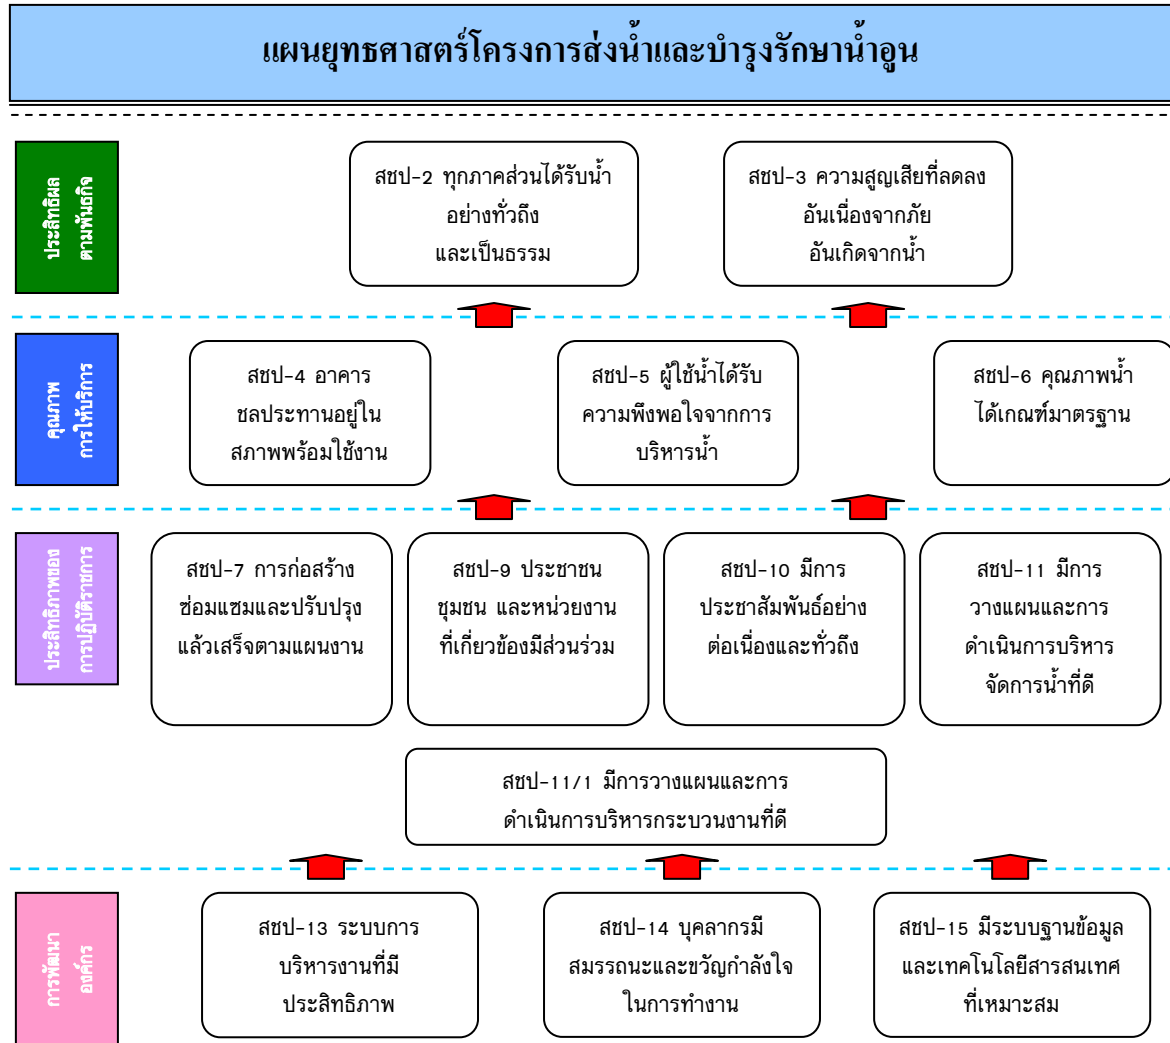 แผนยุทธศาสตร์โครงการส่งน้ำและบำรุงรักษาน้ำอูน
ประสิทธิผล
ตามพันธกิจ
สชป-2 ทุกภาคส่วนได้รับน้ำ
อย่างทั่วถึง
และเป็นธรรม
สชป-3 ความสูญเสียที่ลดลง
อันเนื่องจากภัย
อันเกิดจากน้ำ
คุณภาพ
การให้บริการ
สชป-4 อาคาร
ชลประทานอยู่ใน
สภาพพร้อมใช้งาน
สชป-5 ผู้ใช้น้ำได้รับ
ความพึงพอใจจากการ
บริหารน้ำ
สชป-6 คุณภาพน้ำ
ได้เกณฑ์มาตรฐาน
ประสิทธิภาพของ
การปฏิบัติราชการ
สชป-7 การก่อสร้าง
ซ่อมแซมและปรับปรุง
แล้วเสร็จตามแผนงาน
สชป-9 ประชาชน
ชุมชน และหน่วยงาน
ที่เกี่ยวข้องมีส่วนร่วม
สชป-10 มีการ
ประชาสัมพันธ์อย่าง
ต่อเนื่องและทั่วถึง
สชป-11 มีการ
วางแผนและการ
ดำเนินการบริหาร
จัดการน้ำที่ดี
สชป-11/1 มีการวางแผนและการ
ดำเนินการบริหารกระบวนงานที่ดี
การพัฒนา
องค์กร
สชป-13 ระบบการ
บริหารงานที่มี
ประสิทธิภาพ
สชป-14 บุคลากรมี
สมรรถนะและขวัญกำลังใจ
ในการทำงาน
สชป-15 มีระบบฐานข้อมูล
และเทคโนโลยีสารสนเทศ
ที่เหมาะสม